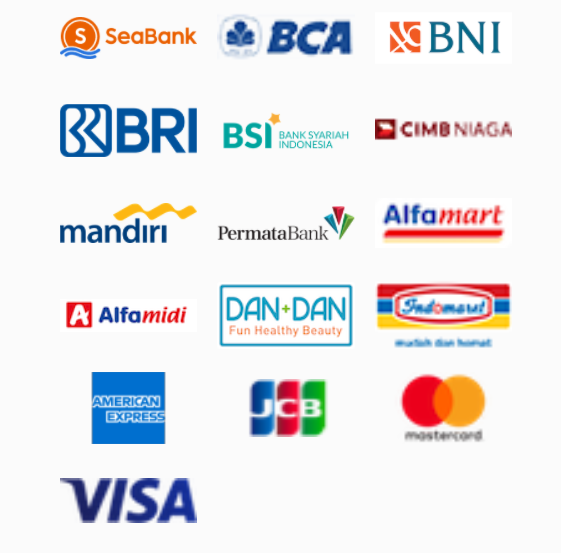 S SeaBank
BCA
BNI
BRI
BSI BANK SYARIAH
INDONESIA
CIMB NIAGA
mandiri
PermataBank
Alfamart
A Alfamidi
DAN+DAN
Fun Healthy Beauty
Indomaret
mudah dan hemat
AMERICAN
EXPRESS
JCB
mastercard
VISA